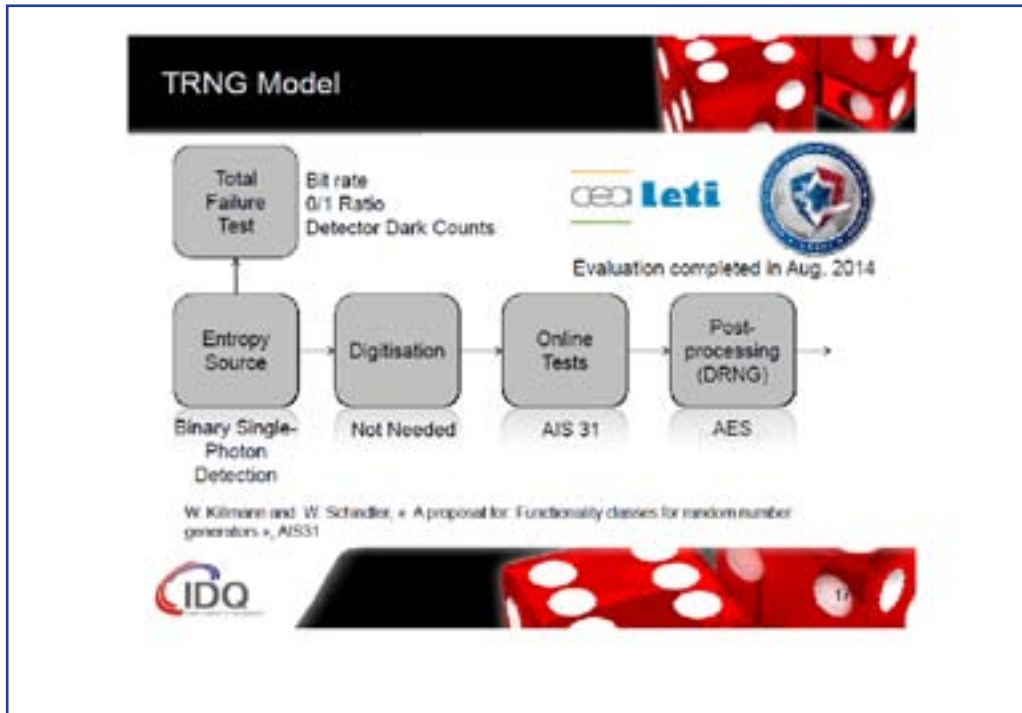 TRNG Model
Total
Failure
Test
Bit rate
0/1 Ratio
Detector Dark Counts
cea leti
Evaluation completed in Aug. 2014
Entropy
Source
Digitisation
Online
Tests
Post-
processing
(DRNG)
Binary Single-
Photon
Detection
Not Needed
AIS 31
AES
W. Killmann and W. Schindler, « A proposal for: Functionality classes for random number
generators », AIS31
IDQ
17